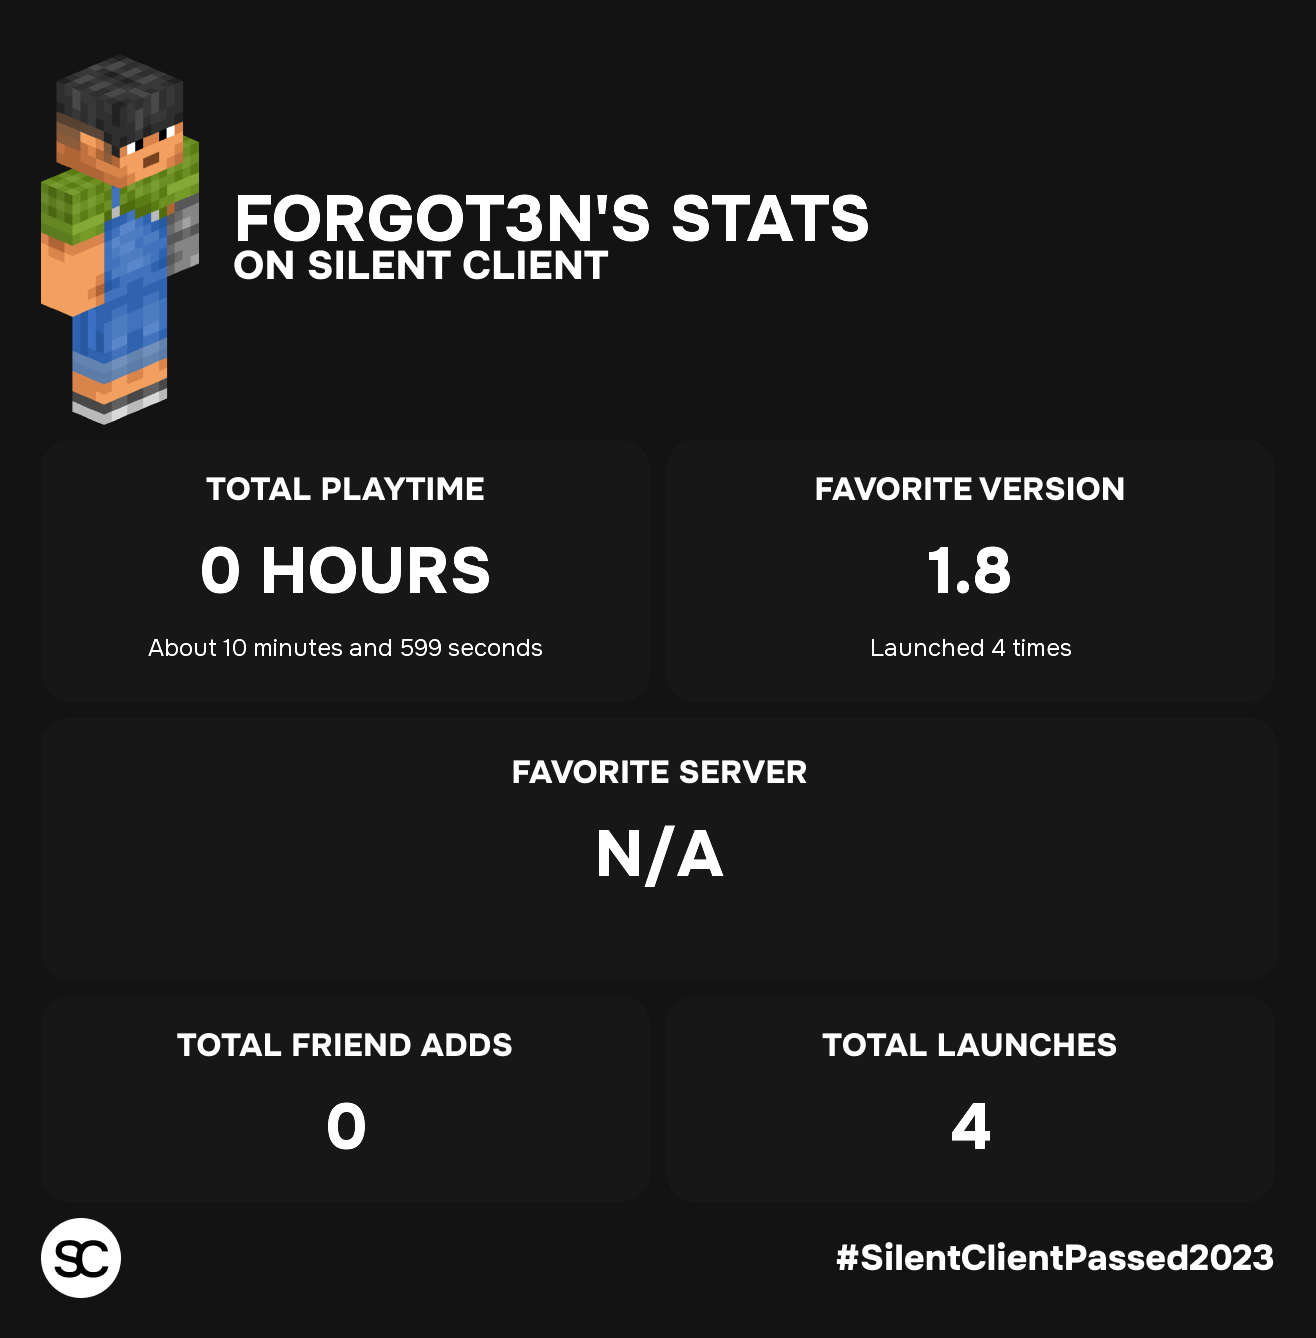 FORGOT3N'S STATS
ON SILENT CLIENT
TOTAL PLAYTIME
0 HOURS
About 10 minutes and 599 seconds
FAVORITE VERSION
1.8
Launched 4 times
FAVORITE SERVER
N/A
TOTAL FRIEND ADDS
0
TOTAL LAUNCHES
4
SC
#SilentClientPassed2023